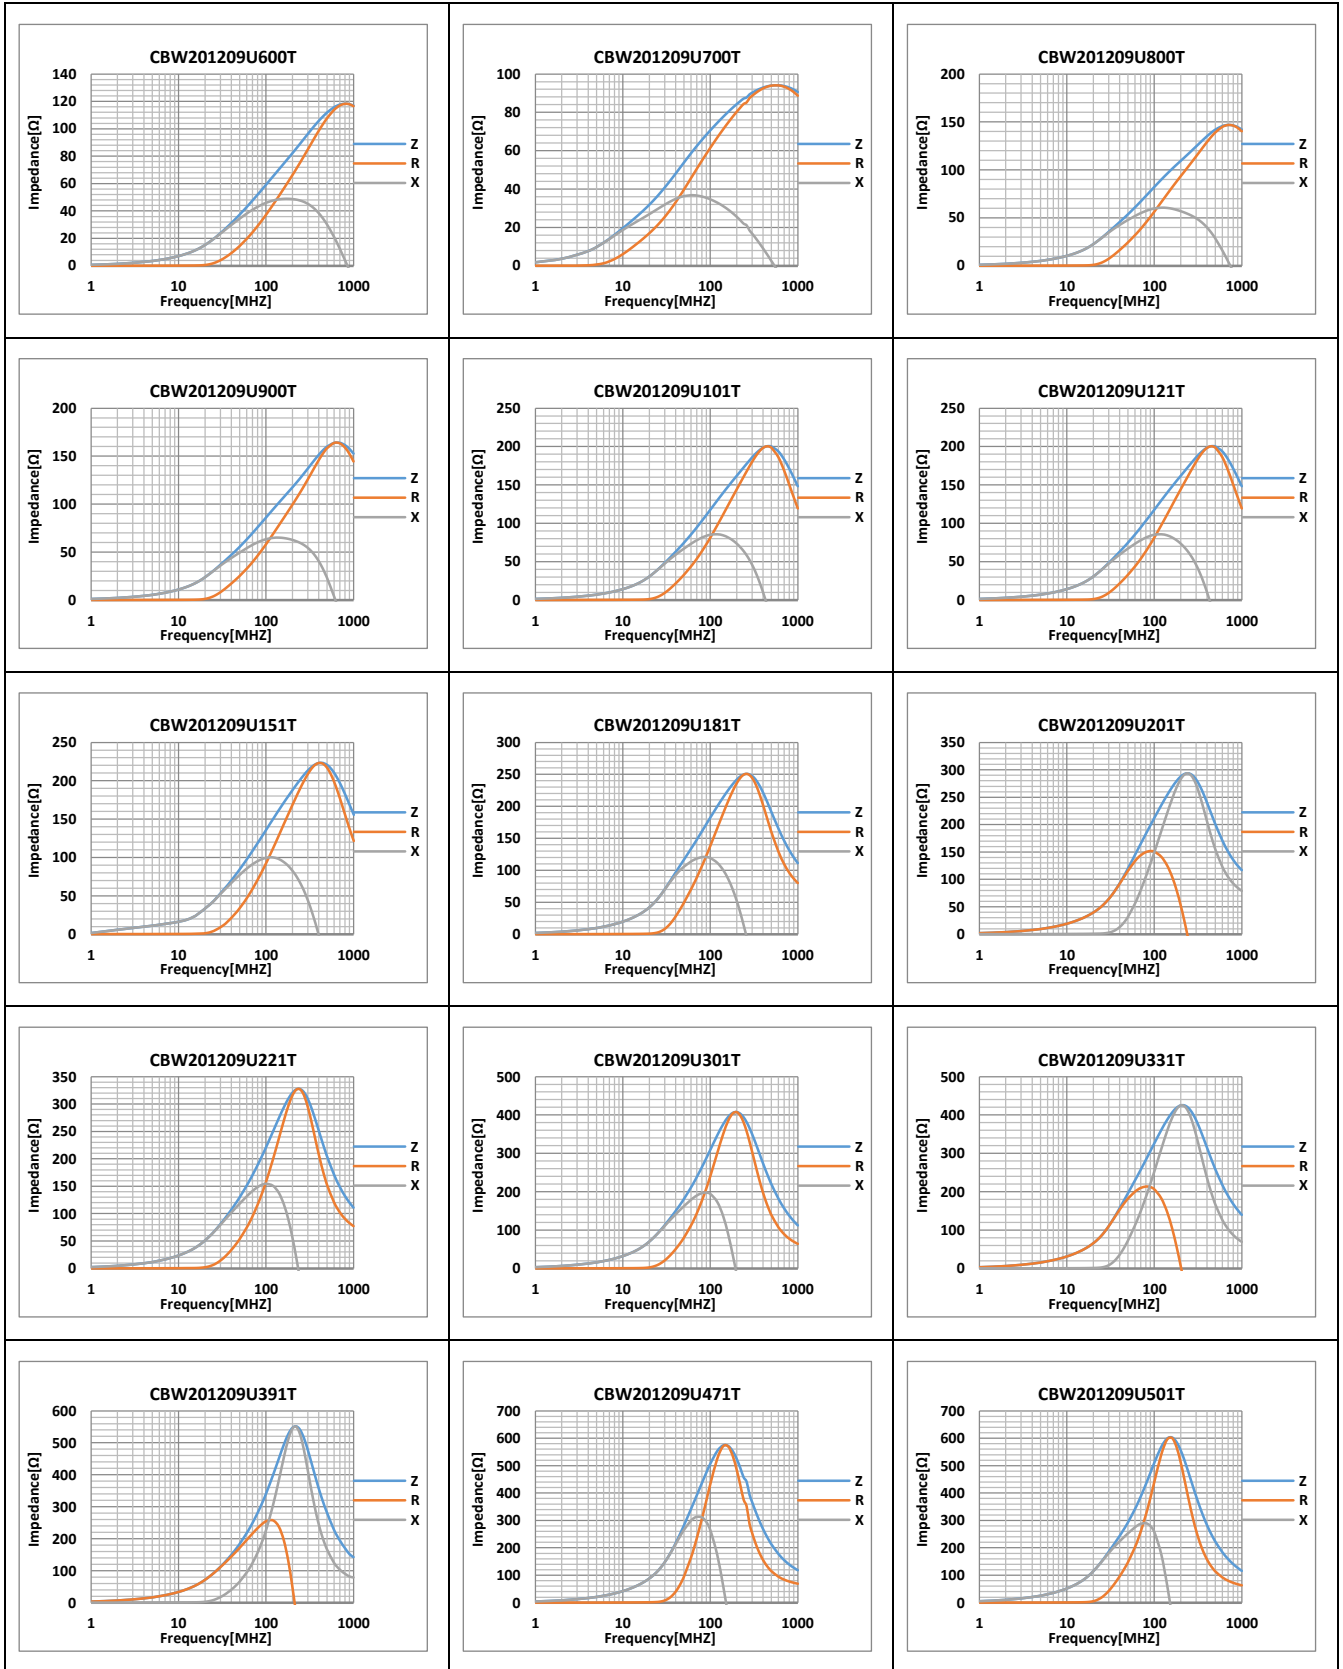 CBW201209U600T
Impedance[Ω]
140
120
100
80
60
40
20
0
1 10 100 1000
Frequency[MHZ]
Z
R
X
CBW201209U700T
Impedance[Ω]
100
80
60
40
20
0
1 10 100 1000
Frequency[MHZ]
Z
R
X
CBW201209U800T
Impedance[Ω]
200
150
100
50
0
1 10 100 1000
Frequency[MHZ]
Z
R
X
CBW201209U900T
Impedance[Ω]
200
150
100
50
0
1 10 100 1000
Frequency[MHZ]
Z
R
X
CBW201209U101T
Impedance[Ω]
250
200
150
100
50
0
1 10 100 1000
Frequency[MHZ]
Z
R
X
CBW201209U121T
Impedance[Ω]
250
200
150
100
50
0
1 10 100 1000
Frequency[MHZ]
Z
R
X
CBW201209U151T
Impedance[Ω]
250
200
150
100
50
0
1 10 100 1000
Frequency[MHZ]
Z
R
X
CBW201209U181T
Impedance[Ω]
300
250
200
150
100
50
0
1 10 100 1000
Frequency[MHZ]
Z
R
X
CBW201209U201T
Impedance[Ω]
350
300
250
200
150
100
50
0
1 10 100 1000
Frequency[MHZ]
Z
R
X
CBW201209U221T
Impedance[Ω]
350
300
250
200
150
100
50
0
1 10 100 1000
Frequency[MHZ]
Z
R
X
CBW201209U301T
Impedance[Ω]
500
400
300
200
100
0
1 10 100 1000
Frequency[MHZ]
Z
R
X
CBW201209U331T
Impedance[Ω]
500
400
300
200
100
0
1 10 100 1000
Frequency[MHZ]
Z
R
X
CBW201209U391T
Impedance[Ω]
600
500
400
300
200
100
0
1 10 100 1000
Frequency[MHZ]
Z
R
X
CBW201209U471T
Impedance[Ω]
700
600
500
400
300
200
100
0
1 10 100 1000
Frequency[MHZ]
Z
R
X
CBW201209U501T
Impedance[Ω]
700
600
500
400
300
200
100
0
1 10 100 1000
Frequency[MHZ]
Z
R
X